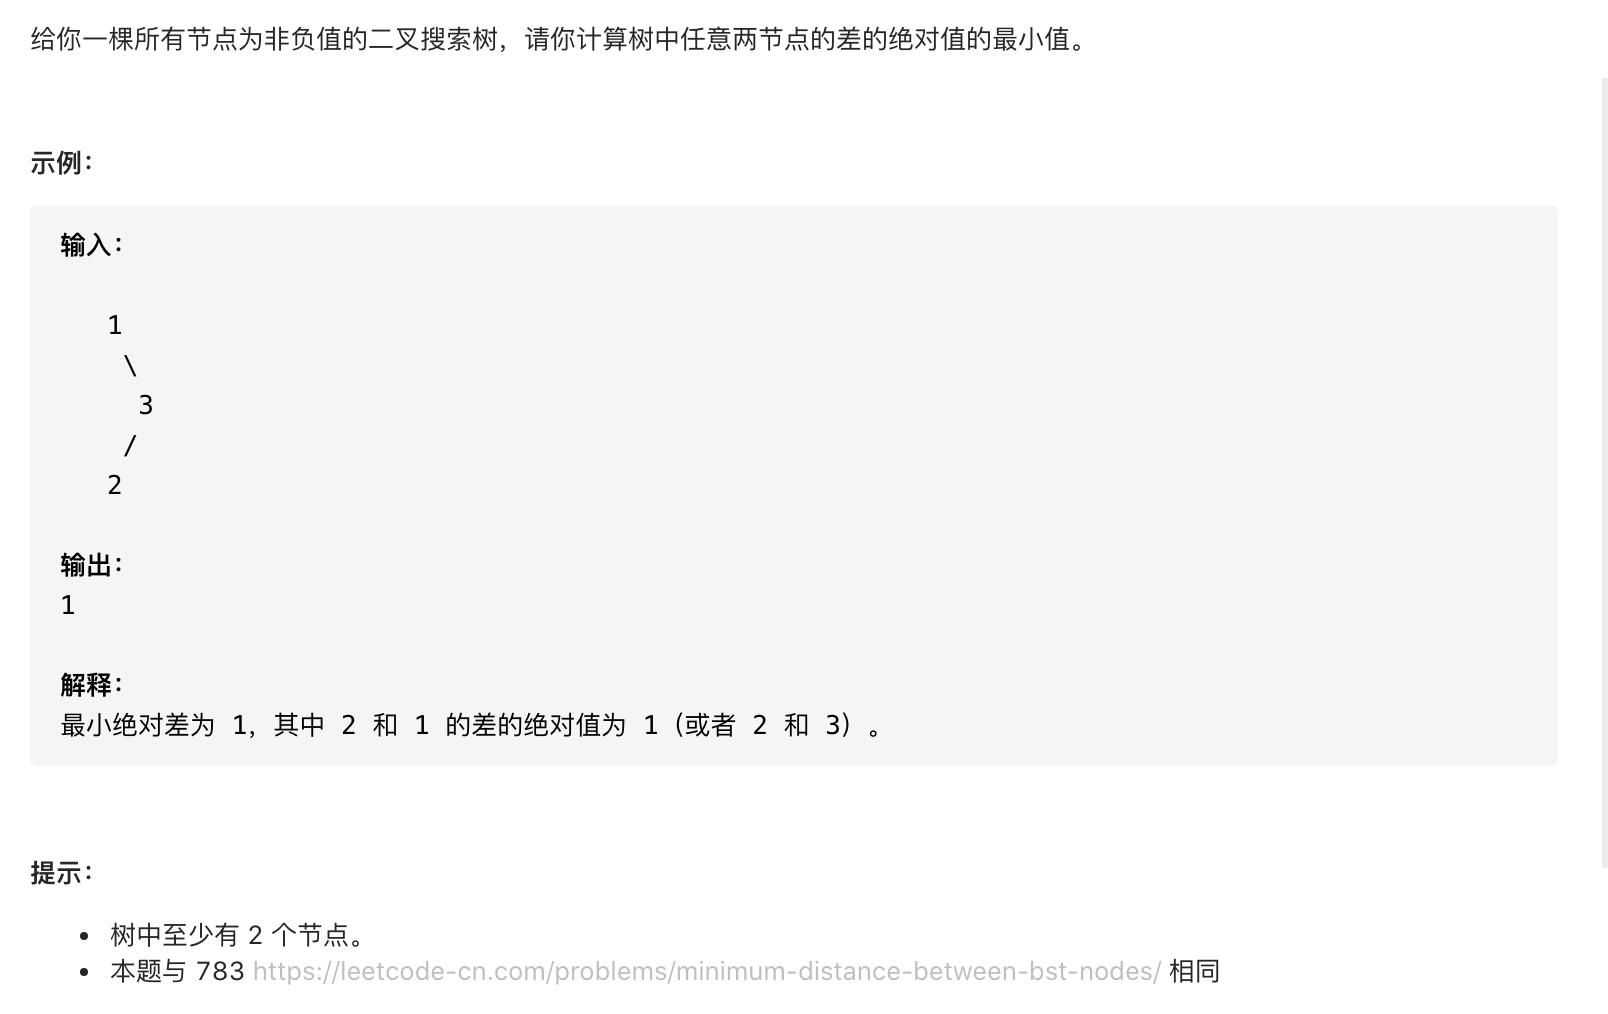 给你一棵所有节点为非负值的二叉搜索树，请你计算树中任意两节点的差的绝对值的最小值。
示例：
输入：
1
\
3
/
2
输出：
1
解释：
最小绝对差为 1，其中 2 和 1 的差的绝对值为 1（或者 2 和 3）。
提示：
• 树中至少有 2 个节点。
• 本题与 783 https://leetcode-cn.com/problems/minimum-distance-between-bst-nodes/ 相同